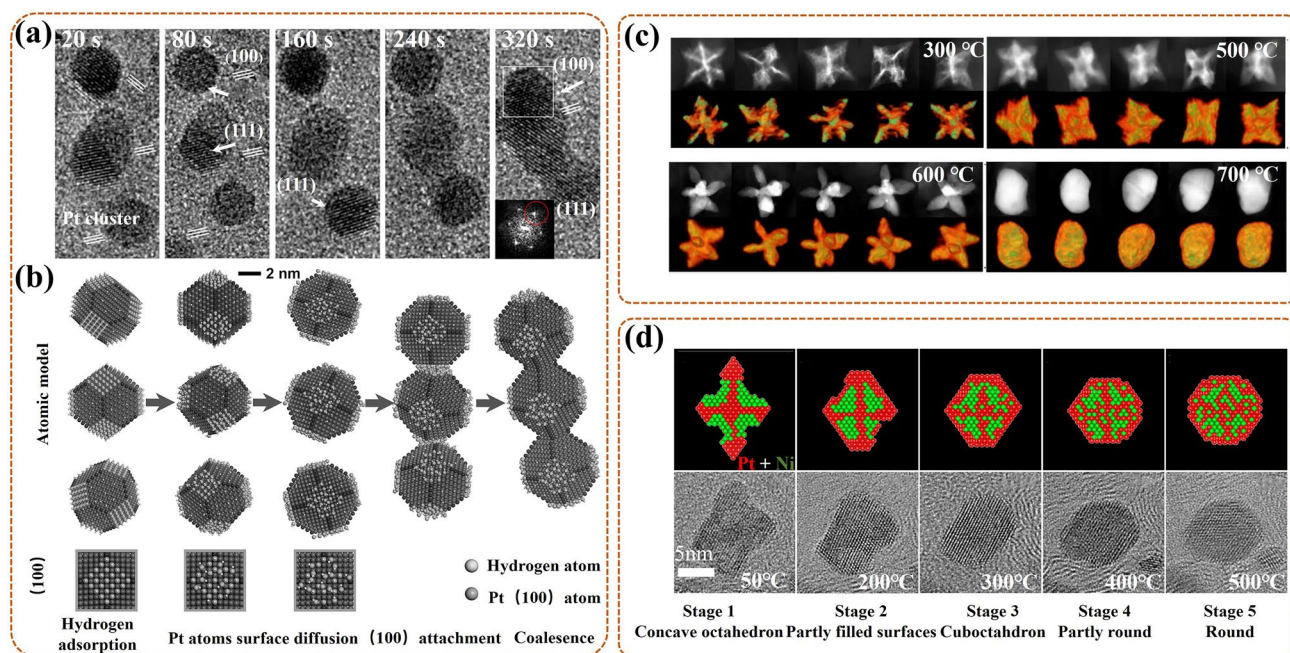 (a)
20 s
80 s
160 s
240 s
320 s
(100)
(100)
(111)
(111)
Pt cluster
(111)
(b)
2 nm
Atomic model
(100)
Hydrogen atom
Pt (100) atom
Hydrogen
adsorption
Pt atoms surface diffusion
(100) attachment
Coalesence
(c)
300 °C
500 °C
600 °C
700 °C
(d)
Pt + Ni
5nm
50°C
200°C
300°C
400°C
500°C
Stage 1
Stage 2
Stage 3
Stage 4
Stage 5
Concave octahedron
Partly filled surfaces
Cuboctahdron
Partly round
Round